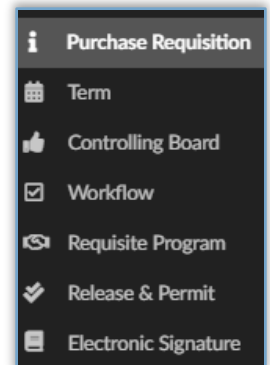 Purchase Requisition
Term
Controlling Board
Workflow
Requisite Program
Release & Permit
Electronic Signature